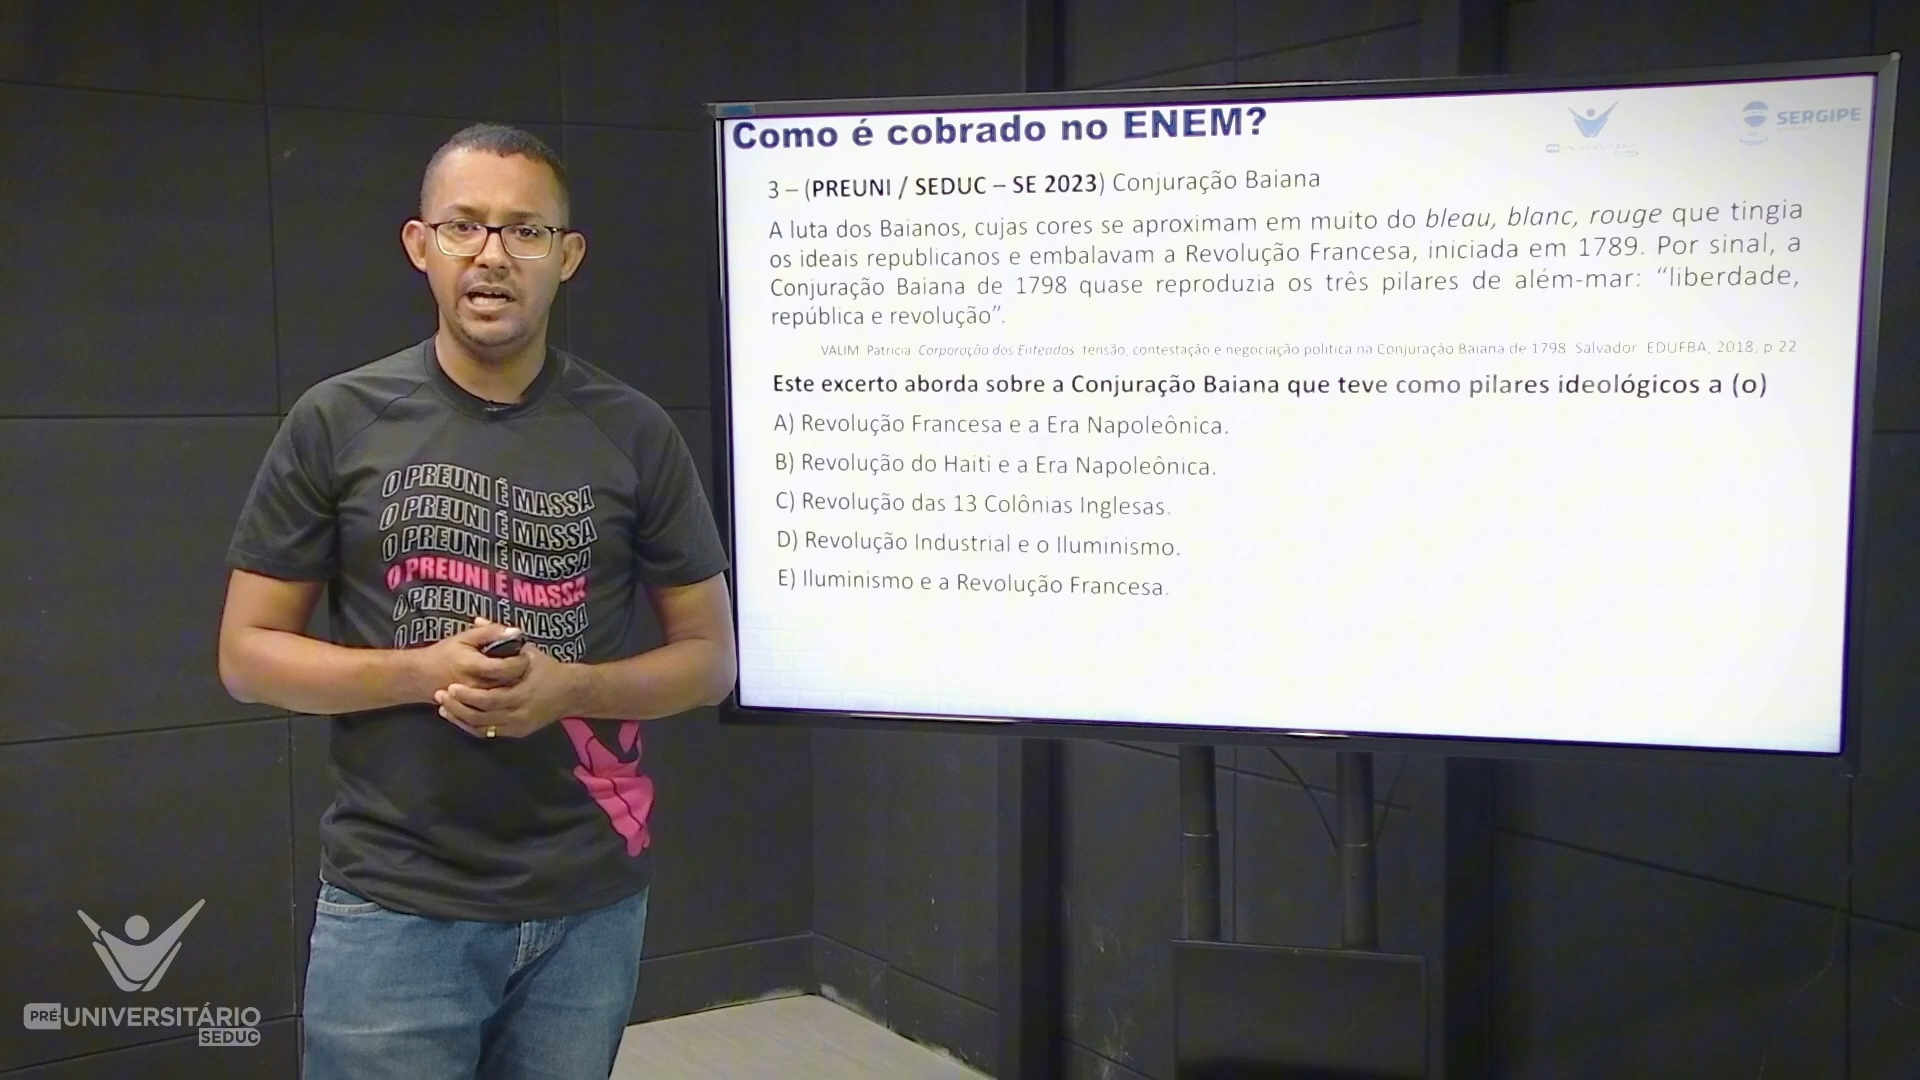 Como é cobrado no ENEM?
SERGIPE
3 – (PREUNI / SEDUC – SE 2023) Conjuração Baiana
A luta dos Baianos, cujas cores se aproximam em muito do bleau, blanc, rouge que tingia
os ideais republicanos e embalavam a Revolução Francesa, iniciada em 1789. Por sinal, a
Conjuração Baiana de 1798 quase reproduzia os três pilares de além-mar: “liberdade,
república e revolução”.
VALIM Patricia Corporação dos Enteados tensão, contestação e negociação política na Conjuração Baiana de 1798 Salvador EDUFBA, 2018, p 22
Este excerto aborda sobre a Conjuração Baiana que teve como pilares ideológicos a (o)
A) Revolução Francesa e a Era Napoleônica.
B) Revolução do Haiti e a Era Napoleônica.
C) Revolução das 13 Colônias Inglesas.
D) Revolução Industrial e o Iluminismo.
E) Iluminismo e a Revolução Francesa.
O PREUNI É MASSA
O PREUNI É MASSA
O PREUNI É MASSA
O PREUNI É MASSA
O PREUNI É MASSA
O PREUNI MASSA
PRÉ-UNIVERSITÁRIO
SEDUC